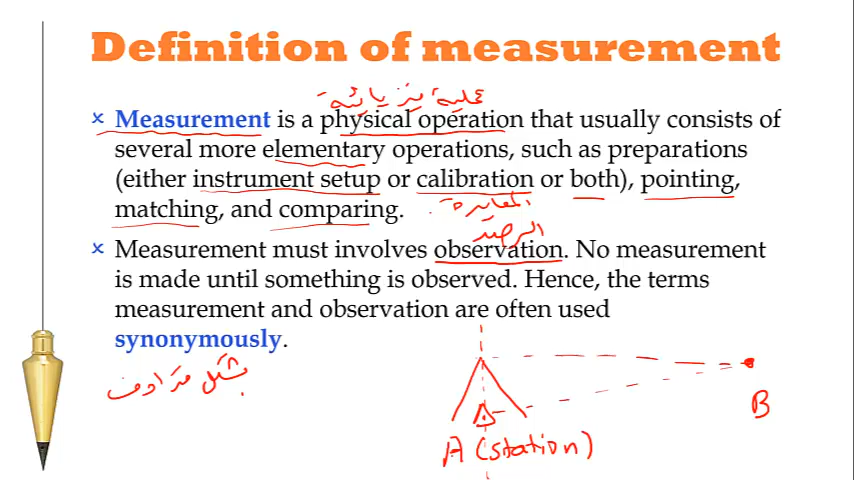 Definition of measurement
عملية فيزيائية
Measurement is a physical operation that usually consists of
several more elementary operations, such as preparations
(either instrument setup or calibration or both), pointing,
المعايرة
matching, and comparing.
الرصد
Measurement must involves observation. No measurement
is made until something is observed. Hence, the terms
measurement and observation are often used
synonymously.
بشكل مترادف
B
A (station)